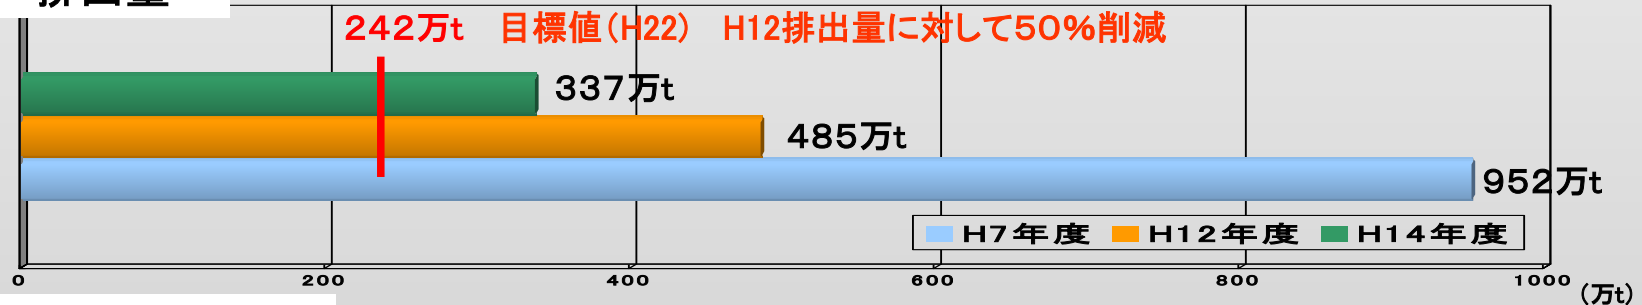 排出量
242万t 目標値（H22） H12排出量に対して50％削減
337万t
485万t
952万t
H7年度 H12年度 H14年度
0 200 400 600 800 1000
（万t）